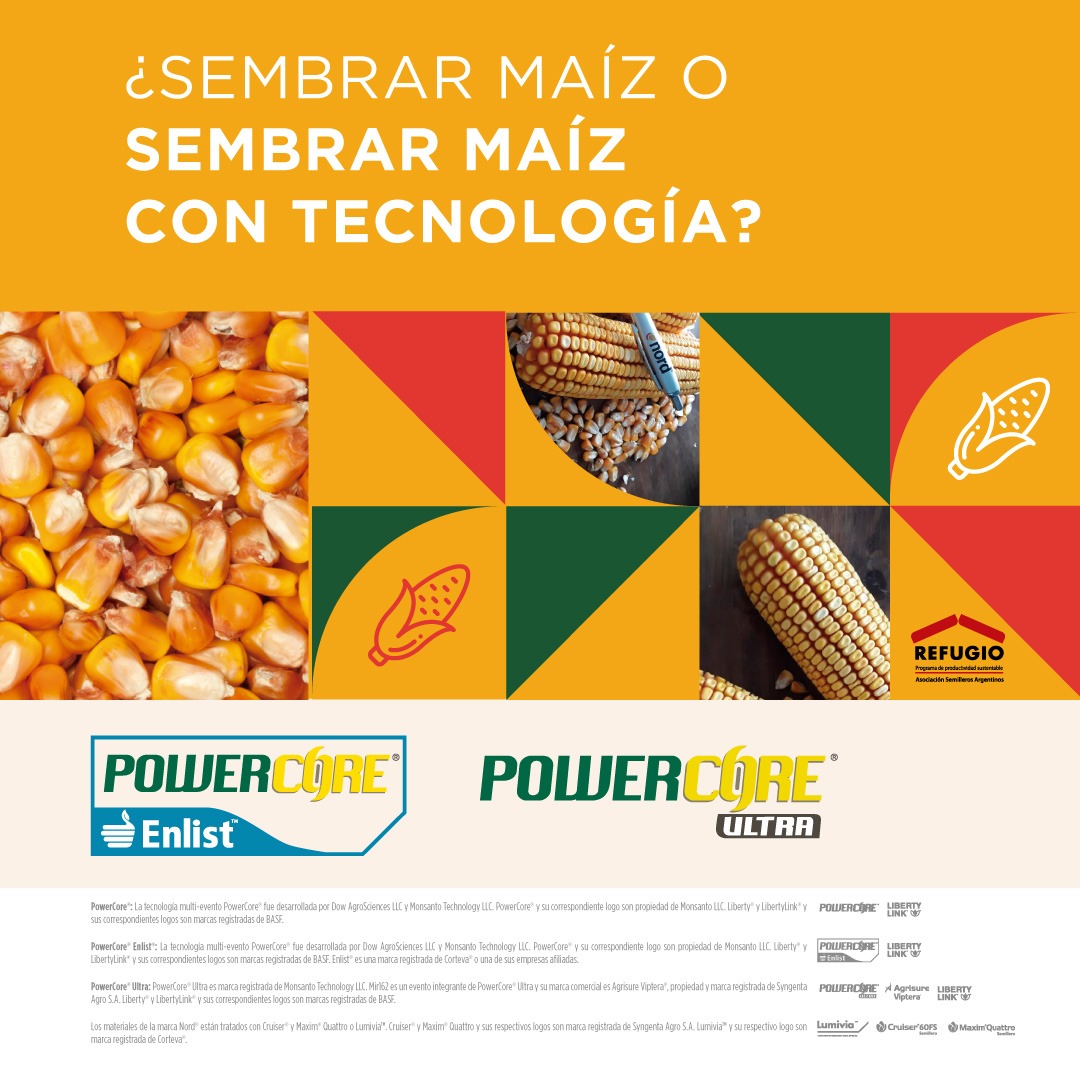 ¿SEMBRAR MAÍZ O
SEMBRAR MAÍZ
CON TECNOLOGÍA?
nord
REFUGIO
Programa de productividad sustentable
Asociación Semilleros Argentinos
POWERCORE®
Enlist™
POWERCORE®
ULTRA
PowerCore®: La tecnología multi-evento PowerCore® fue desarrollada por Dow AgroSciences LLC y Monsanto Technology LLC. PowerCore® y su correspondiente logo son propiedad de Monsanto LLC. Liberty® y LibertyLink® y
sus correspondientes logos son marcas registradas de BASF.
POWERCORE®
LIBERTY
LINK®
PowerCore® Enlist®: La tecnología multi-evento PowerCore® fue desarrollada por Dow AgroSciences LLC y Monsanto Technology LLC. PowerCore® y su correspondiente logo son propiedad de Monsanto LLC. Liberty® y
LibertyLink® y sus correspondientes logos son marcas registradas de BASF. Enlist® es una marca registrada de Corteva® o una de sus empresas afiliadas.
POWERCORE®
Enlist
LIBERTY
LINK®
PowerCore® Ultra: PowerCore® Ultra es marca registrada de Monsanto Technology LLC. Mir162 es un evento integrante de PowerCore® Ultra y su marca comercial es Agrisure Viptera®, propiedad y marca registrada de Syngenta
Agro S.A. Liberty® y LibertyLink® y sus correspondientes logos son marcas registradas de BASF.
POWERCORE®
ULTRA
Agrisure
Viptera®
LIBERTY
LINK®
Los materiales de la marca Nord® están tratados con Cruiser® y Maxim® Quattro o Lumivia™. Cruiser® y Maxim® Quattro y sus respectivos logos son marca registrada de Syngenta Agro S.A. Lumivia™ y su respectivo logo son
marca registrada de Corteva®.
Lumivia™
Cruiser®60FS
Semillero
Maxim®Quattro
Semillero